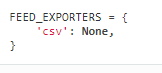 FEED_EXPORTERS = {
    'csv': None,
}